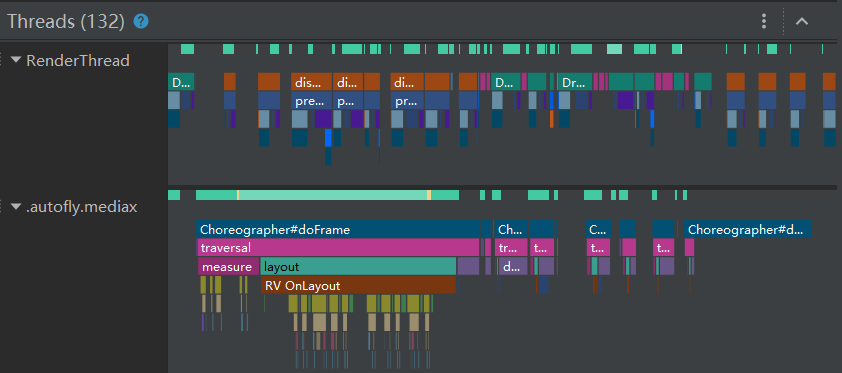 Threads (132) ?
RenderThread
D... dis... di... di... D... Dr...
pre... p... pr...
.autofly.mediax
Choreographer#doFrame Ch... C... Choreographer#d...
traversal tr... t... t... t...
measure layout d...
RV OnLayout